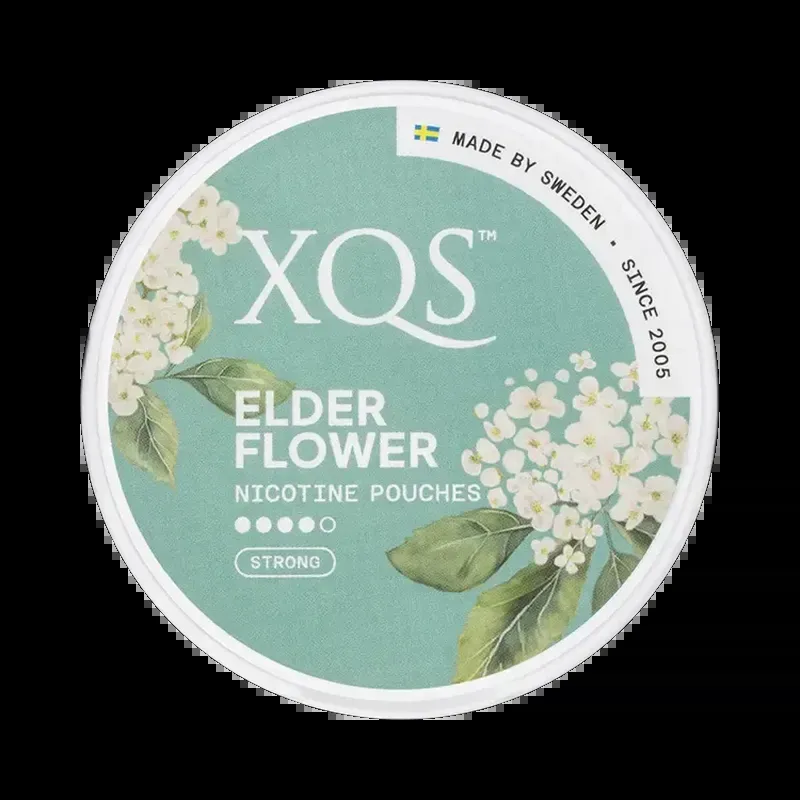 MADE BY SWEDEN · SINCE 2005
XQS™
ELDER
FLOWER
NICOTINE POUCHES
STRONG